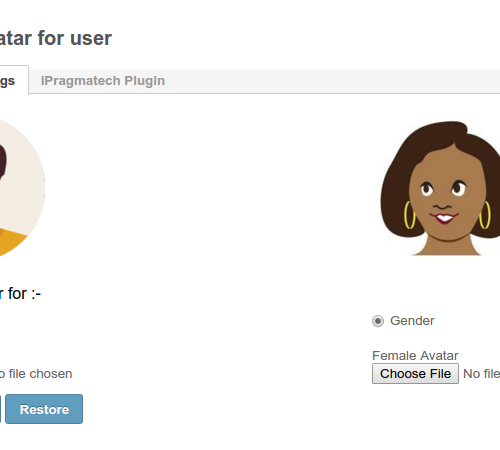 atar for user
gs iPragmatech Plugin
r for :-
Gender
Female Avatar
o file chosen Choose File No file
Restore